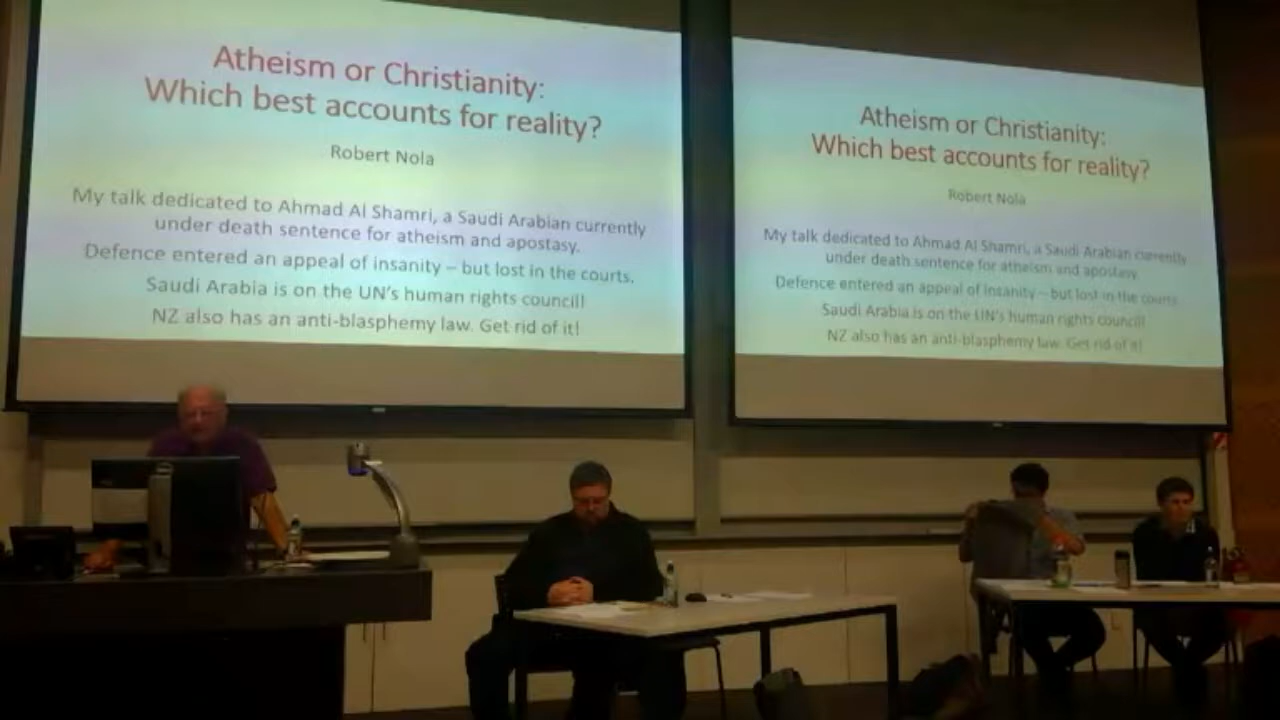 Atheism or Christianity:
Which best accounts for reality?
Robert Nola
My talk dedicated to Ahmad Al Shamri, a Saudi Arabian currently
under death sentence for atheism and apostasy.
Defence entered an appeal of insanity – but lost in the courts.
Saudi Arabia is on the UN's human rights council!
NZ also has an anti-blasphemy law. Get rid of it!
Atheism or Christianity:
Which best accounts for reality?
Robert Nola
My talk dedicated to Ahmad Al Shamri, a Saudi Arabian currently
under death sentence for atheism and apostasy.
Defence entered an appeal of insanity – but lost in the courts.
Saudi Arabia is on the UN's human rights council!
NZ also has an anti-blasphemy law. Get rid of it!